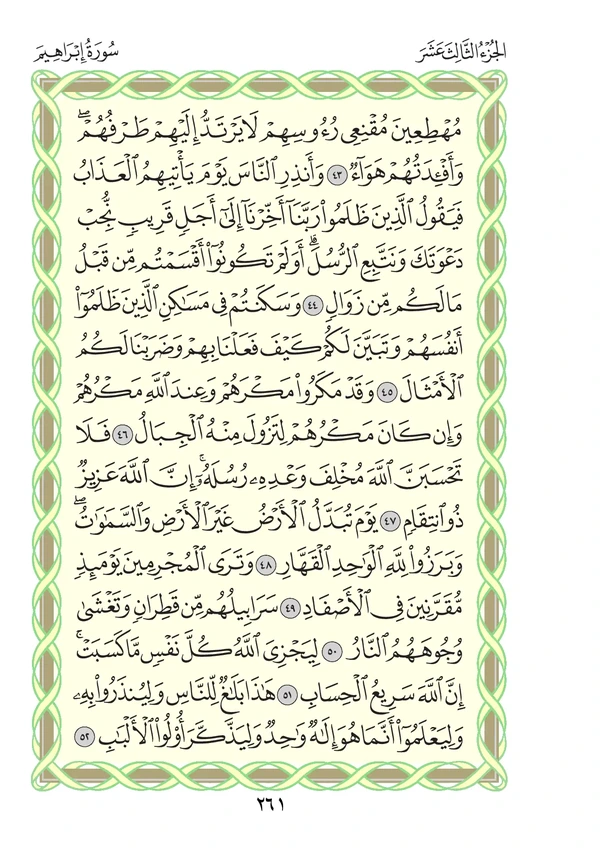 الجُزْءُ الثَّالِثَ عَشَرَ
سُورَةُ إِبْرَاهِيمَ
مُهْطِعِينَ مُقْنِعِى رُءُوسِهِمْ لَا يَرْتَدُّ إِلَيْهِمْ طَرْفُهُمْ ۖ
وَأَفْـِٔدَتُهُمْ هَوَآءٌ ٤٣ وَأَنذِرِ ٱلنَّاسَ يَوْمَ يَأْتِيهِمُ ٱلْعَذَابُ
فَيَقُولُ ٱلَّذِينَ ظَلَمُوا۟ رَبَّنَآ أَخِّرْنَآ إِلَىٰٓ أَجَلٍ قَرِيبٍ نُّجِبْ
دَعْوَتَكَ وَنَتَّبِعِ ٱلرُّسُلَ ۗ أَوَلَمْ تَكُونُوٓا۟ أَقْسَمْتُم مِّن قَبْلُ
مَا لَكُم مِّن زَوَالٍ ٤٤ وَسَكَنتُمْ فِى مَسَـٰكِنِ ٱلَّذِينَ ظَلَمُوٓا۟
أَنفُسَهُمْ وَتَبَيَّنَ لَكُمْ كَيْفَ فَعَلْنَا بِهِمْ وَضَرَبْنَا لَكُمُ
ٱلْأَمْثَالَ ٤٥ وَقَدْ مَكَرُوا۟ مَكْرَهُمْ وَعِندَ ٱللَّهِ مَكْرُهُمْ
وَإِن كَانَ مَكْرُهُمْ لِتَزُولَ مِنْهُ ٱلْجِبَالُ ٤٦ فَلَا
تَحْسَبَنَّ ٱللَّهَ مُخْلِفَ وَعْدِهِۦ رُسُلَهُۥٓ ۗ إِنَّ ٱللَّهَ عَزِيزٌ
ذُو ٱنتِقَامٍ ٤٧ يَوْمَ تُبَدَّلُ ٱلْأَرْضُ غَيْرَ ٱلْأَرْضِ وَٱلسَّمَـٰوَٰتُ ۖ
وَبَرَزُوا۟ لِلَّهِ ٱلْوَٰحِدِ ٱلْقَهَّارِ ٤٨ وَتَرَى ٱلْمُجْرِمِينَ يَوْمَئِذٍ
مُّقَرَّنِينَ فِى ٱلْأَصْفَادِ ٤٩ سَرَابِيلُهُم مِّن قَطِرَانٍ وَتَغْشَىٰ
وُجُوهَهُمُ ٱلنَّارُ ٥٠ لِيَجْزِىَ ٱللَّهُ كُلَّ نَفْسٍ مَّا كَسَبَتْ ۚ
إِنَّ ٱللَّهَ سَرِيعُ ٱلْحِسَابِ ٥١ هَـٰذَا بَلَـٰغٌ لِّلنَّاسِ وَلِيُنذَرُوا۟ بِهِۦ
وَلِيَعْلَمُوٓا۟ أَنَّمَا هُوَ إِلَـٰهٌ وَٰحِدٌ وَلِيَذَّكَّرَ أُو۟لُوا۟ ٱلْأَلْبَـٰبِ ٥٢
٢٦١